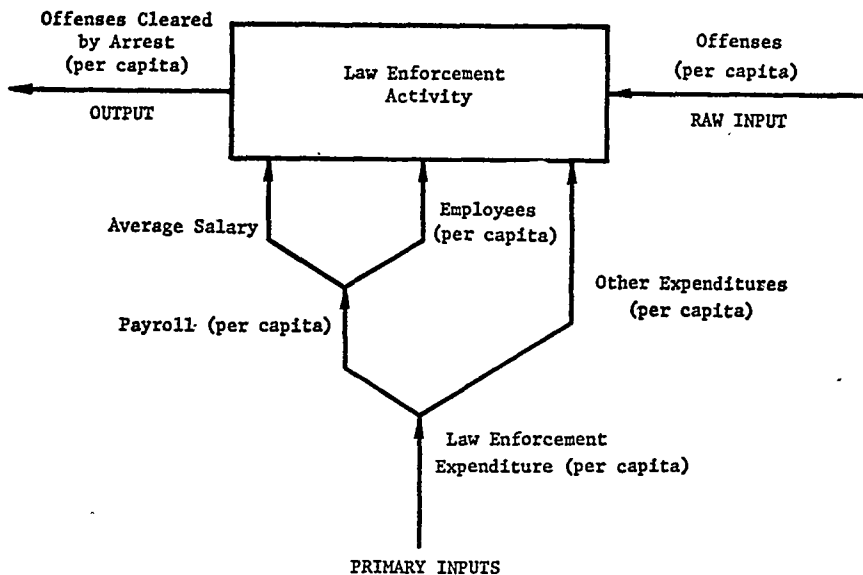 Offenses Cleared
by Arrest
(per capita)
OUTPUT
Law Enforcement
Activity
Offenses
(per capita)
RAW INPUT
Average Salary
Employees
(per capita)
Other Expenditures
(per capita)
Payroll (per capita)
Law Enforcement
Expenditure (per capita)
PRIMARY INPUTS